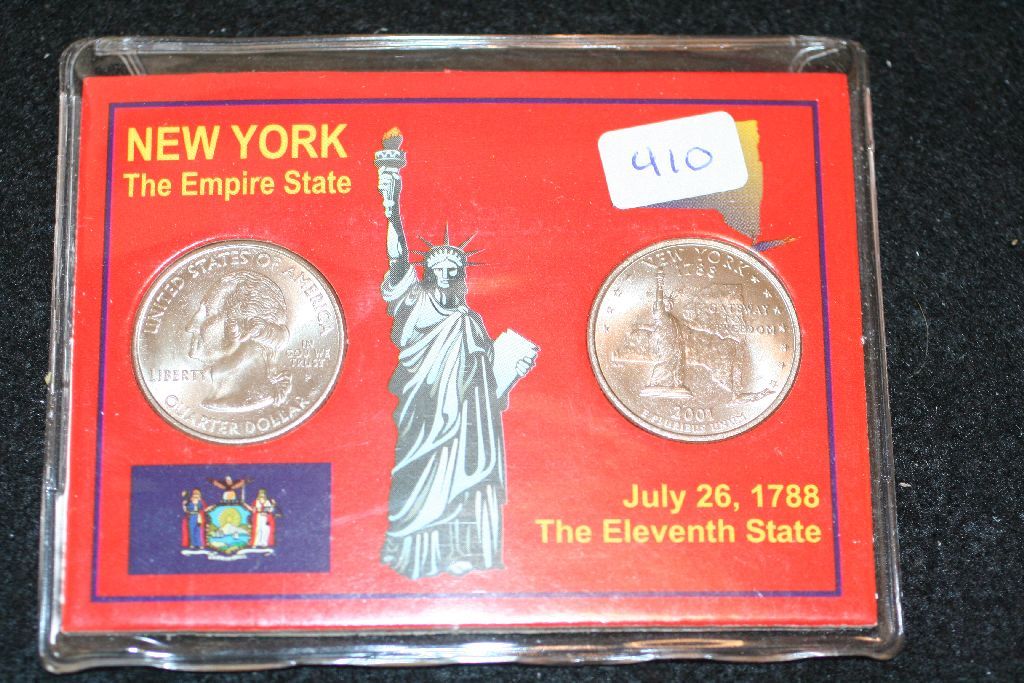 NEW YORK
The Empire State
410
UNITED STATES OF AMERICA
LIBERTY
IN
GOD WE
TRUST
P
QUARTER DOLLAR
NEW YORK
1788
GATEWAY
TO
FREEDOM
2001
E PLURIBUS UNUM
July 26, 1788
The Eleventh State